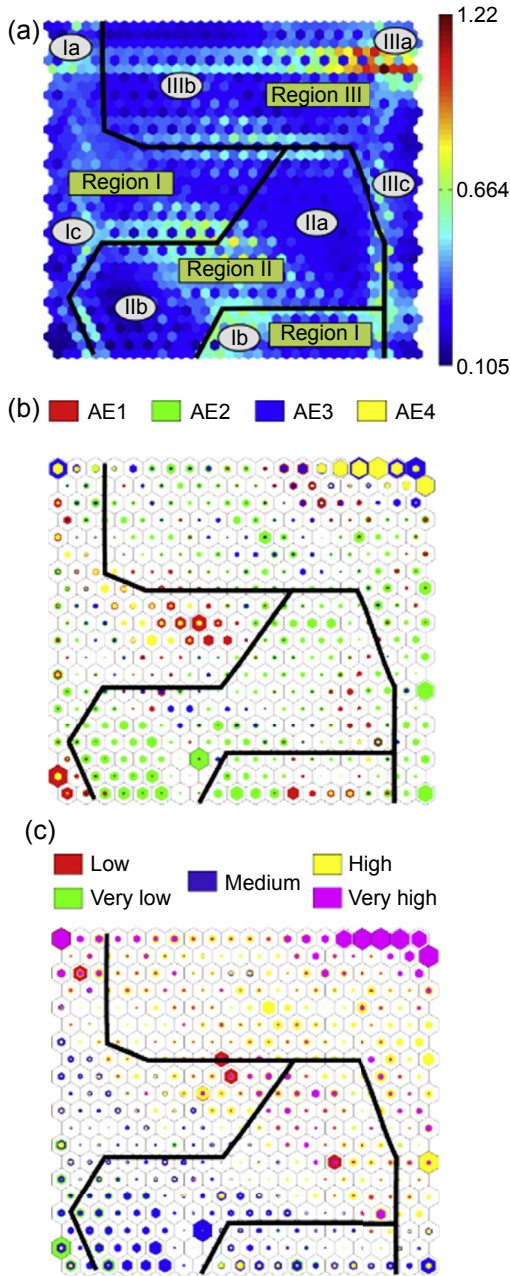 (a)
1.22
Ia
IIIa
IIIb
Region III
Region I
IIIc
0.664
Ic
IIa
Region II
IIb
Ib
Region I
0.105
(b)
AE1 AE2 AE3 AE4
(c)
Low High
Medium
Very low Very high